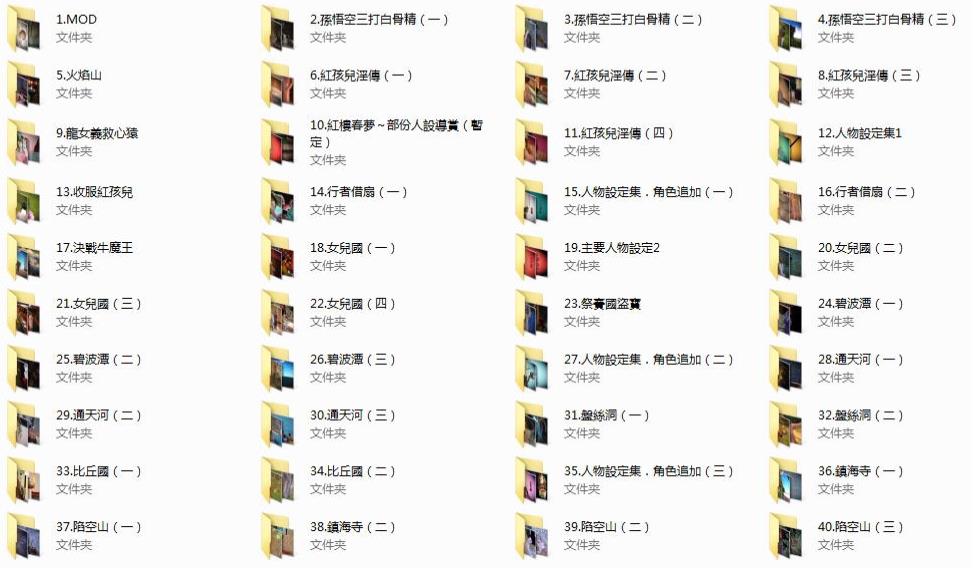 1.MOD
文件夹
2.孫悟空三打白骨精（一）
文件夹
3.孫悟空三打白骨精（二）
文件夹
4.孫悟空三打白骨精（三）
文件夹
5.火焰山
文件夹
6.紅孩兒淫傳（一）
文件夹
7.紅孩兒淫傳（二）
文件夹
8.紅孩兒淫傳（三）
文件夹
9.龍女義救心猿
文件夹
10.紅樓春夢～部份人設導賞（暫
定）
文件夹
11.紅孩兒淫傳（四）
文件夹
12.人物設定集1
文件夹
13.收服紅孩兒
文件夹
14.行者借扇（一）
文件夹
15.人物設定集．角色追加（一）
文件夹
16.行者借扇（二）
文件夹
17.決戰牛魔王
文件夹
18.女兒國（一）
文件夹
19.主要人物設定2
文件夹
20.女兒國（二）
文件夹
21.女兒國（三）
文件夹
22.女兒國（四）
文件夹
23.祭賽國盜寶
文件夹
24.碧波潭（一）
文件夹
25.碧波潭（二）
文件夹
26.碧波潭（三）
文件夹
27.人物設定集．角色追加（二）
文件夹
28.通天河（一）
文件夹
29.通天河（二）
文件夹
30.通天河（三）
文件夹
31.盤絲洞（一）
文件夹
32.盤絲洞（二）
文件夹
33.比丘國（一）
文件夹
34.比丘國（二）
文件夹
35.人物設定集．角色追加（三）
文件夹
36.鎮海寺（一）
文件夹
37.陷空山（一）
文件夹
38.鎮海寺（二）
文件夹
39.陷空山（二）
文件夹
40.陷空山（三）
文件夹